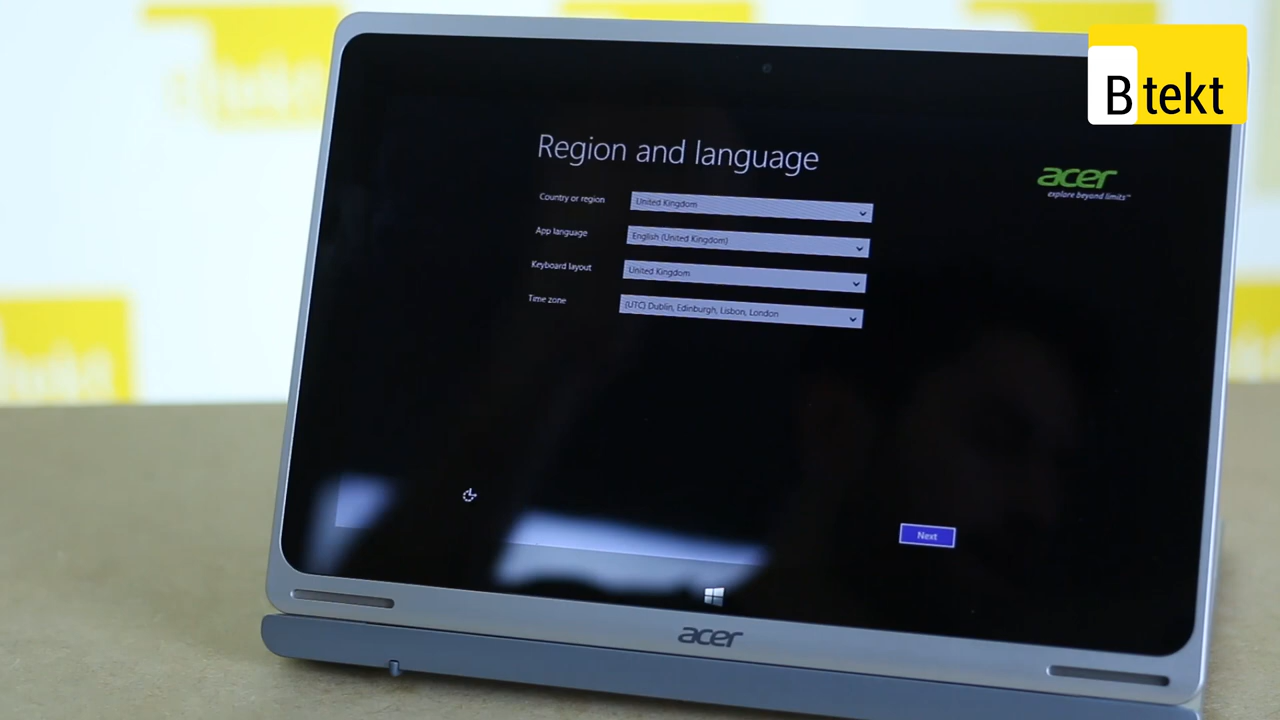 B tekt
Region and language
acer
explore beyond limits™
Country or region
United Kingdom
App language
English (United Kingdom)
Keyboard layout
United Kingdom
Time zone
(UTC) Dublin, Edinburgh, Lisbon, London
Next
acer